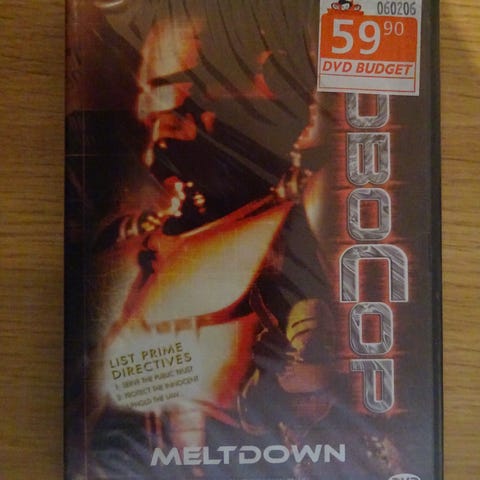 060206
59 90
DVD BUDGET
OBOCOP
LIST PRIME
DIRECTIVES
1: SERVE THE PUBLIC TRUST
2: PROTECT THE INNOCENT
UPHOLD THE LAW
MELTDOWN